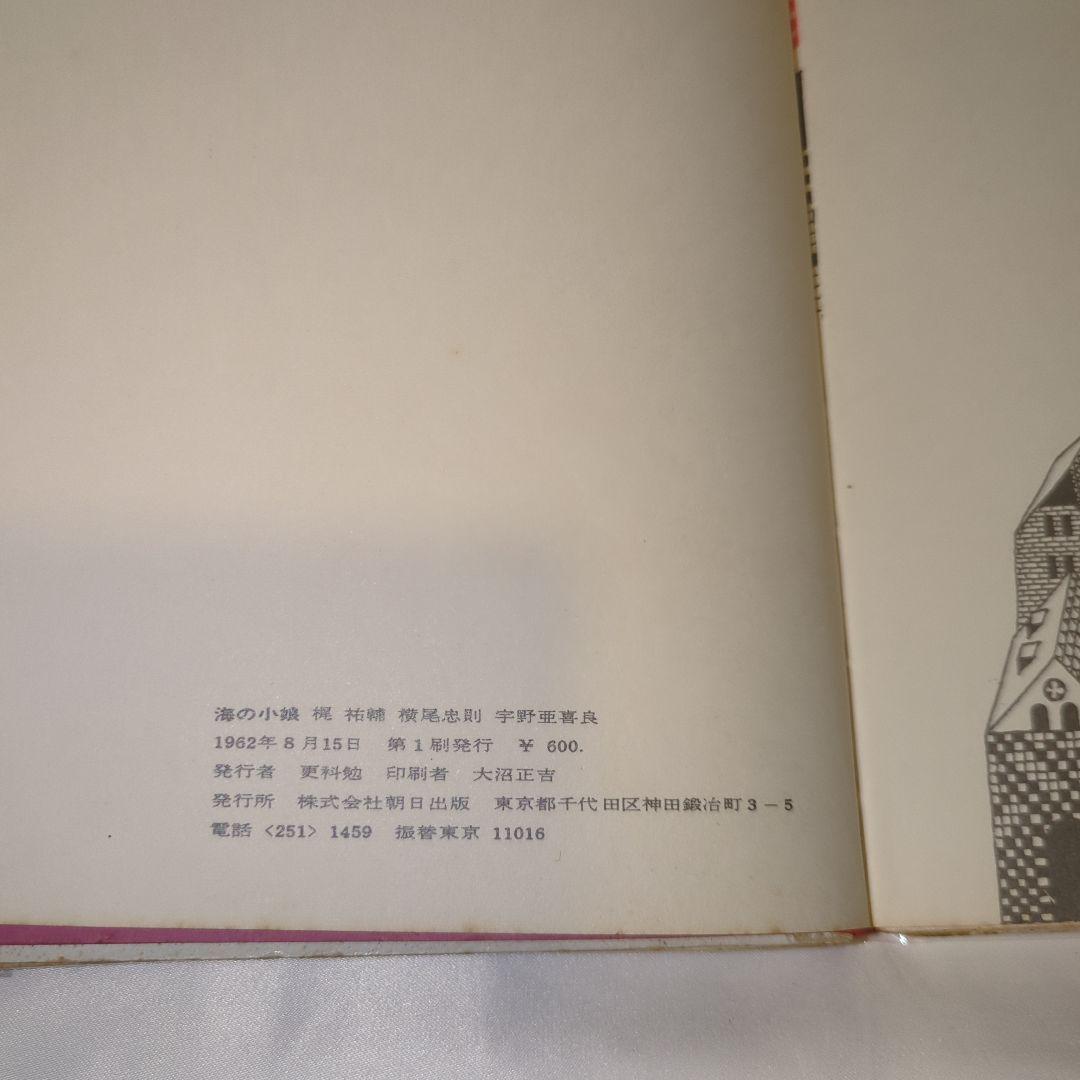 海の小娘 梶 祐輔 横尾忠則 宇野亜喜良
1962年8月15日 第1刷発行 ¥ 600.
発行者 更科勉 印刷者 大沼正吉
発行所 株式会社朝日出版 東京都千代田区神田鍛冶町3-5
電話 <251> 1459 振替東京 11016